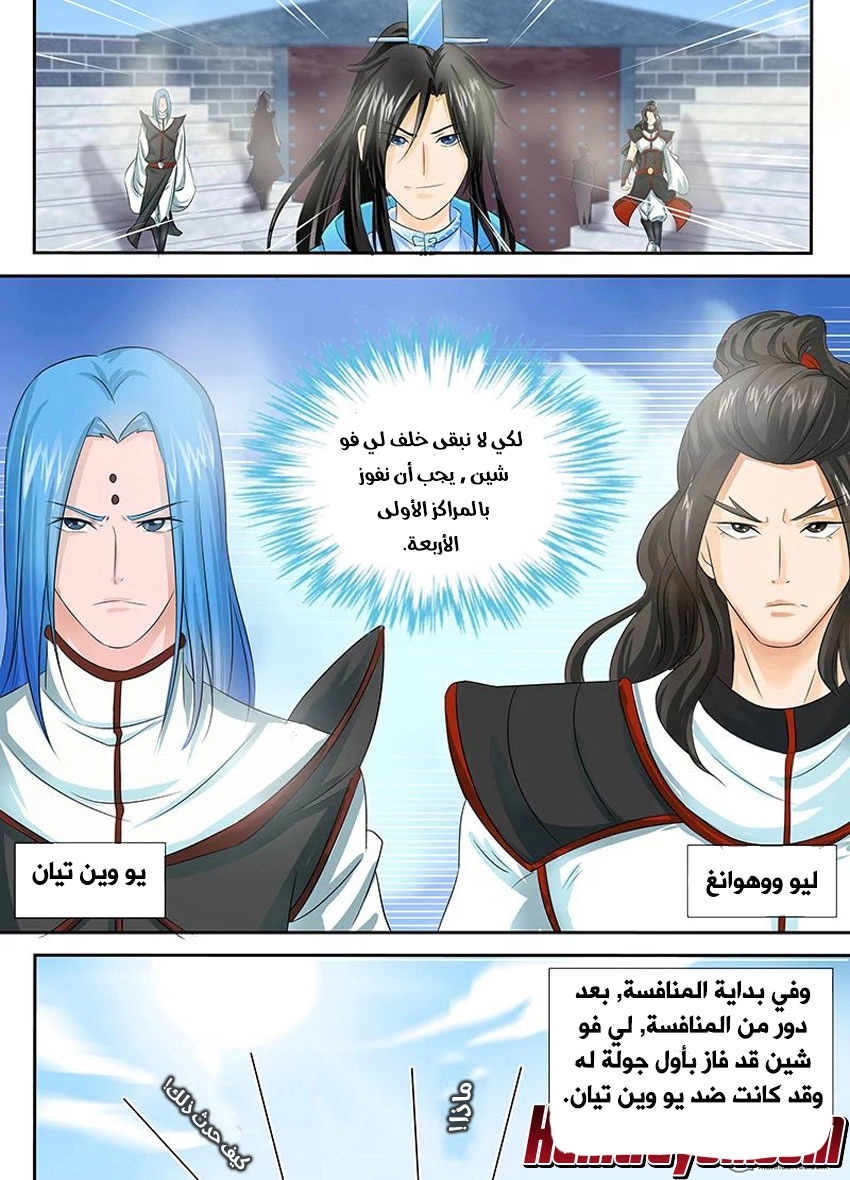 لكي لا نبقى خلف لي فو
شين , يجب أن نفوز
بالمراكز الأولى
الأربعة.
ليو ووهوانغ
يو وين تيان
وفي بداية المنافسة, بعد
دور من المنافسة, لي فو
شين قد فاز بأول جولة له
وقد كانت ضد يو وين تيان.
ماذا!
كيف حدث ذلك!